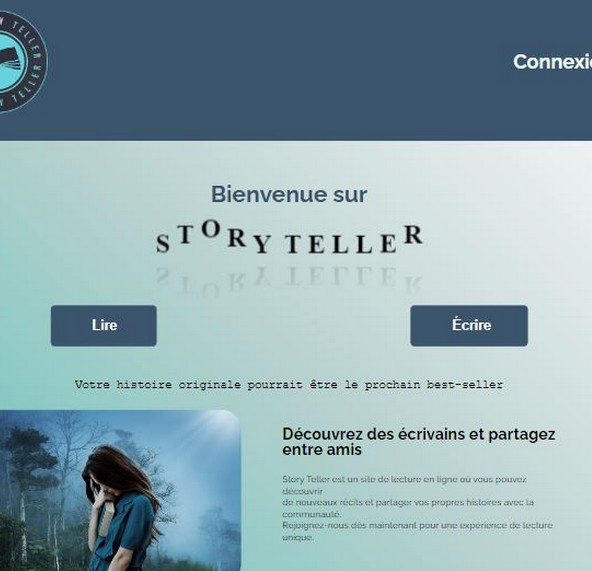 TELLER
TELLER
Connexi
Bienvenue sur
STORY TELLER
Lire
Écrire
Votre histoire originale pourrait être le prochain best-seller
Découvrez des écrivains et partagez
entre amis
Story Teller est un site de lecture en ligne où vous pouvez
découvrir
de nouveaux récits et partager vos propres histoires avec la
communauté.
Rejoignez-nous dès maintenant pour une expérience de lecture
unique.